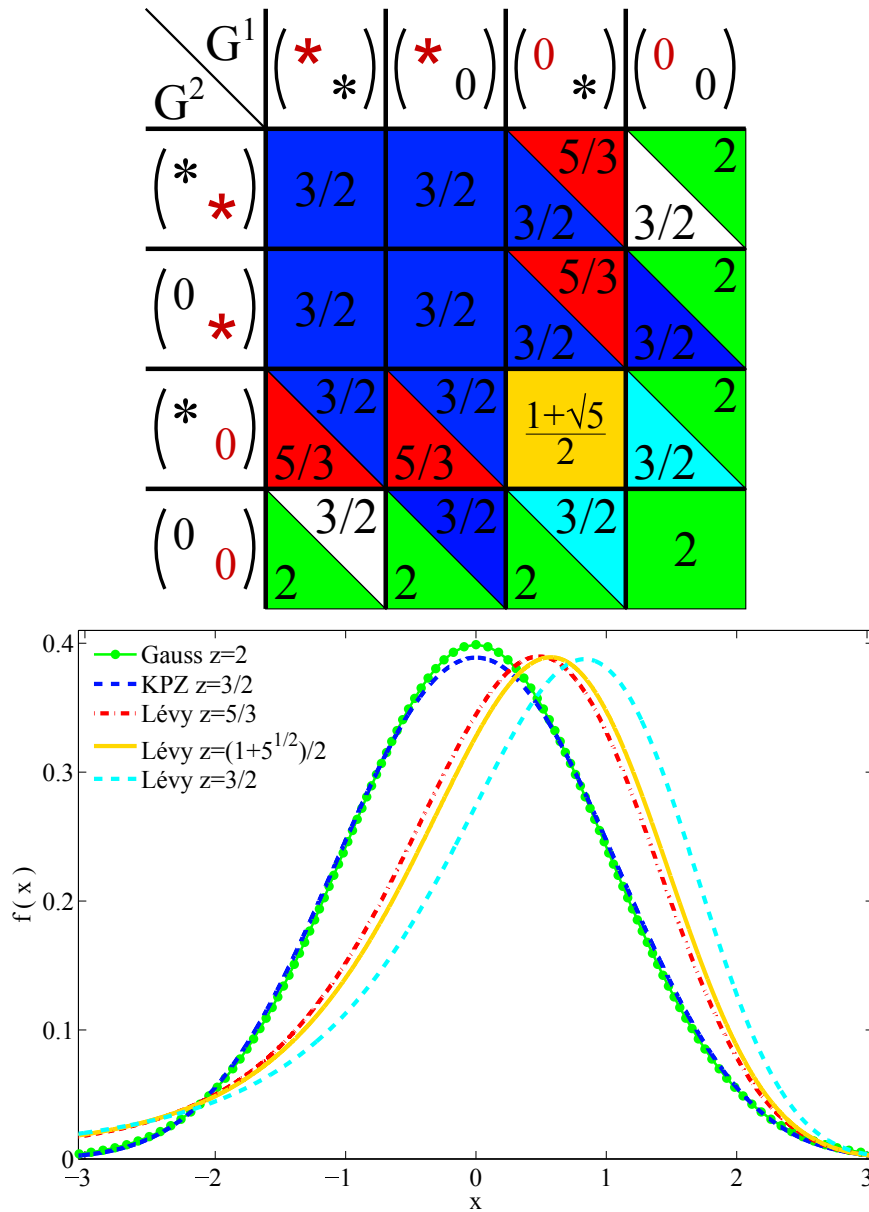 G¹
G²
(* *) (* 0) (0 *) (0 0)
(* *) 3/2 3/2 5/3 3/2 2 3/2
(0 *) 3/2 3/2 5/3 3/2 2 3/2
(* 0) 3/2 5/3 3/2 5/3 1+√5/2 2 3/2
(0 0) 3/2 2 3/2 2 3/2 2 2
0.4
Gauss z=2
KPZ z=3/2
Lévy z=5/3
Lévy z=(1+5^1/2)/2
Lévy z=3/2
0.3
0.2
0.1
0
f ( x )
−3 −2 −1 0 1 2 3
x